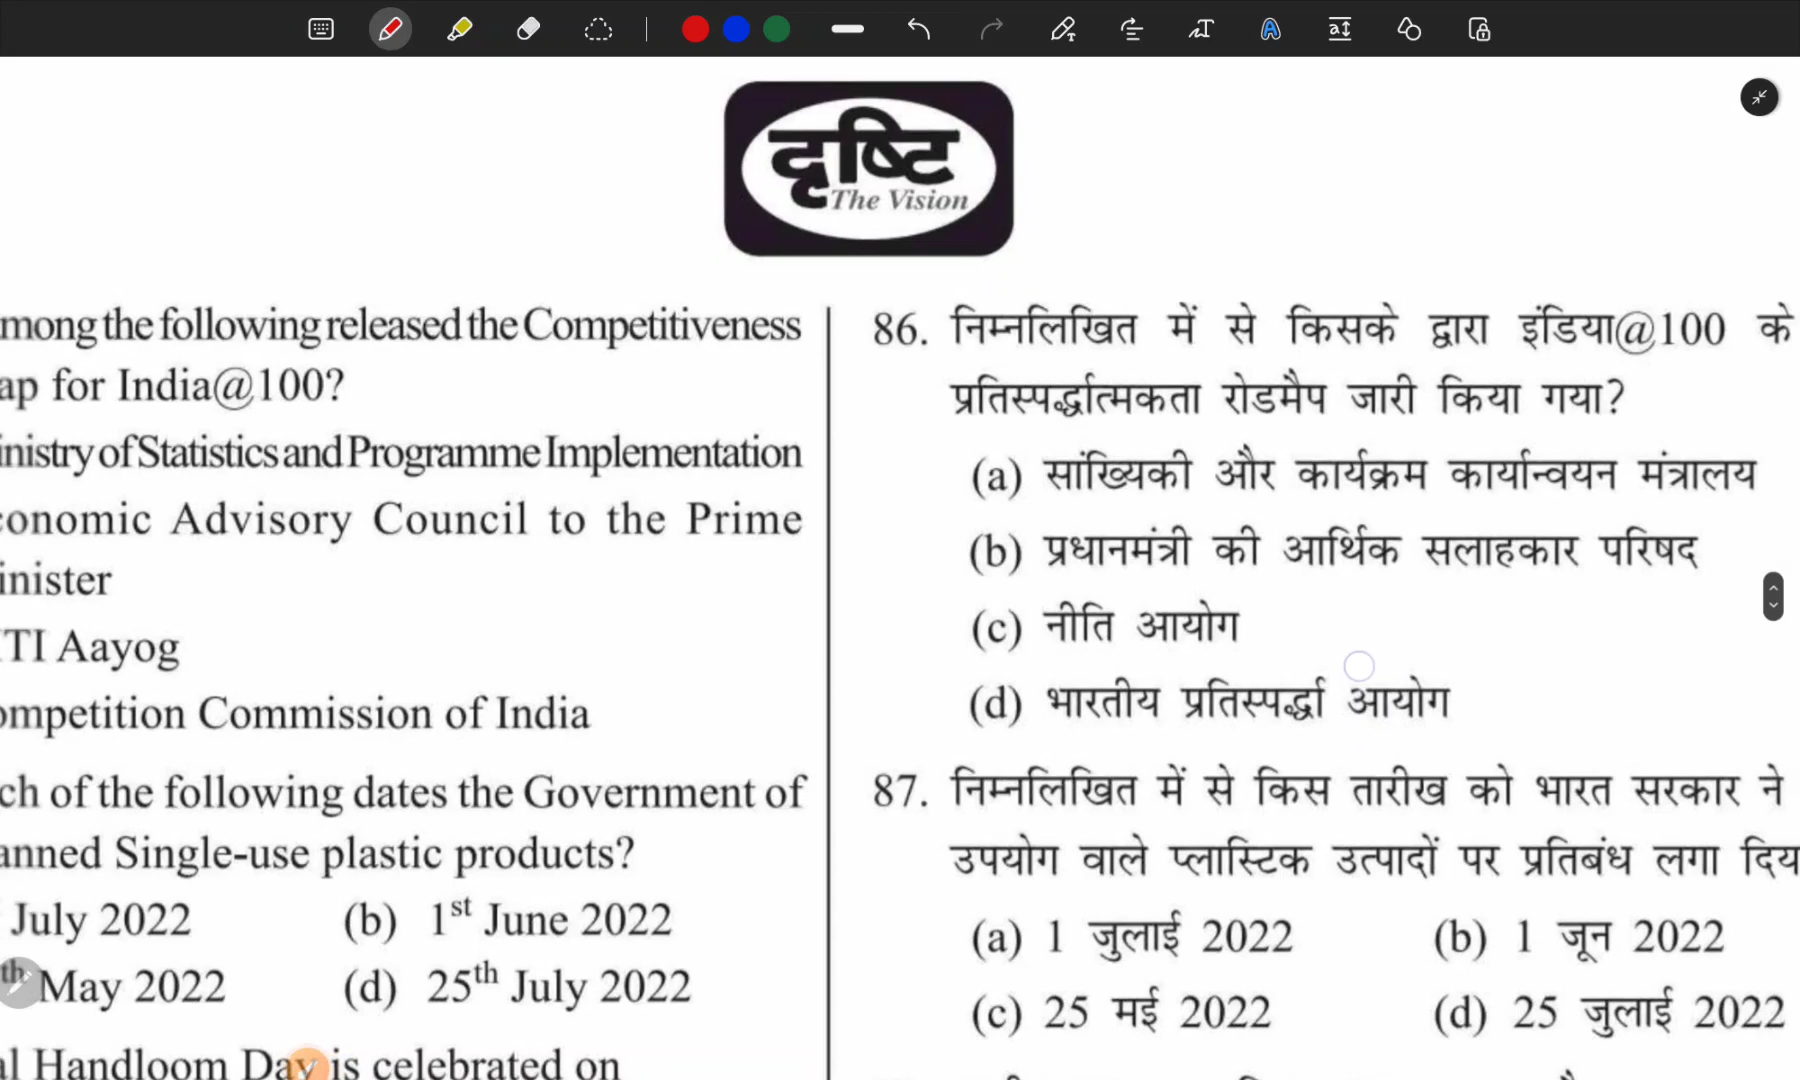 दृष्टि
The Vision
mong the following released the Competitiveness
ap for India@100?
inistry of Statistics and Programme Implementation
onomic Advisory Council to the Prime
inister
TI Aayog
ompetition Commission of India
ch of the following dates the Government of
anned Single-use plastic products?
July 2022 (b) 1st June 2022
th May 2022 (d) 25th July 2022
al Handloom Day is celebrated on
86. निम्नलिखित में से किसके द्वारा इंडिया@100 के
प्रतिस्पर्द्धात्मकता रोडमैप जारी किया गया?
(a) सांख्यिकी और कार्यक्रम कार्यान्वयन मंत्रालय
(b) प्रधानमंत्री की आर्थिक सलाहकार परिषद
(c) नीति आयोग
(d) भारतीय प्रतिस्पर्द्धा आयोग
87. निम्नलिखित में से किस तारीख को भारत सरकार ने
उपयोग वाले प्लास्टिक उत्पादों पर प्रतिबंध लगा दिय
(a) 1 जुलाई 2022 (b) 1 जून 2022
(c) 25 मई 2022 (d) 25 जुलाई 2022